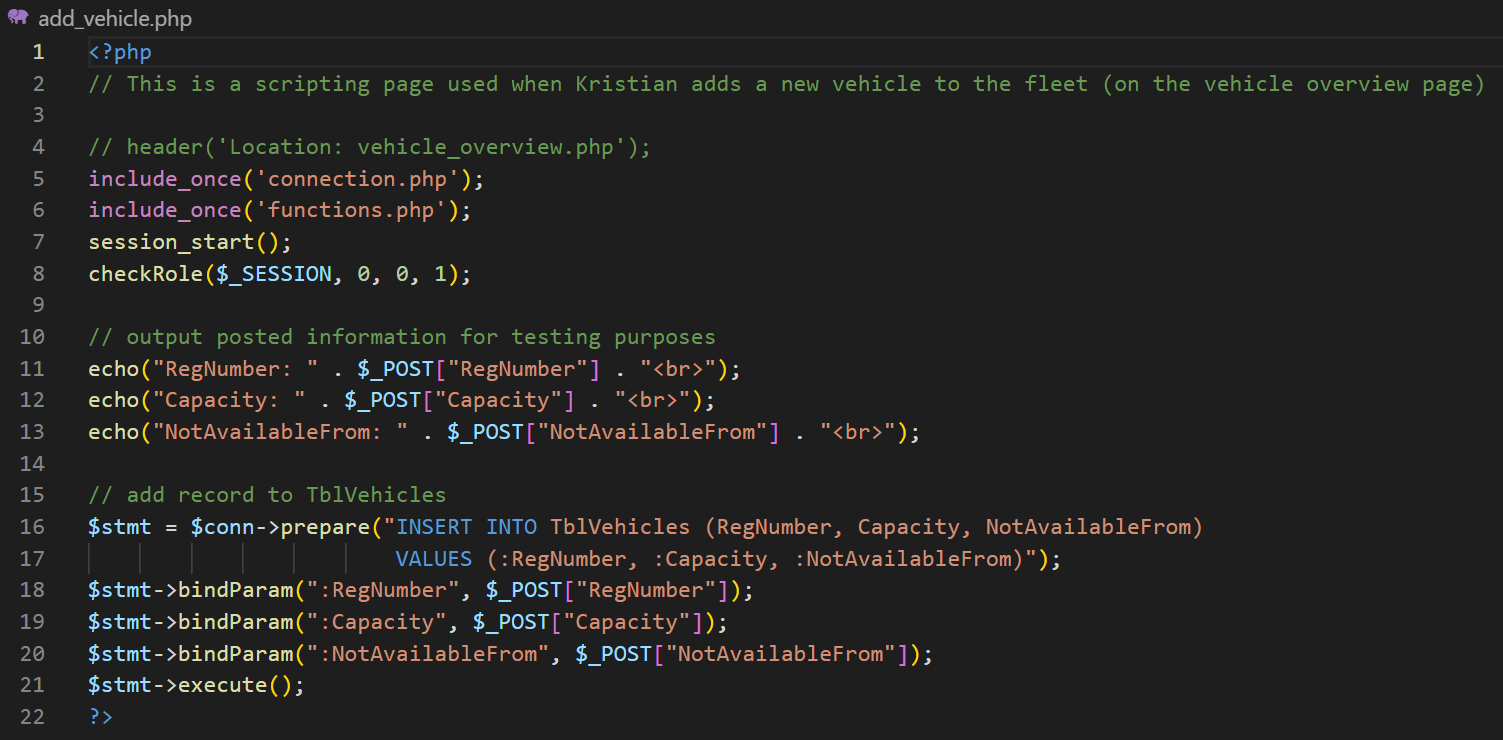 add_vehicle.php
1 <?php
2 // This is a scripting page used when Kristian adds a new vehicle to the fleet (on the vehicle overview page)
3
4 // header('Location: vehicle_overview.php');
5 include_once('connection.php');
6 include_once('functions.php');
7 session_start();
8 checkRole($_SESSION, 0, 0, 1);
9
10 // output posted information for testing purposes
11 echo("RegNumber: " . $_POST["RegNumber"] . "<br>");
12 echo("Capacity: " . $_POST["Capacity"] . "<br>");
13 echo("NotAvailableFrom: " . $_POST["NotAvailableFrom"] . "<br>");
14
15 // add record to TblVehicles
16 $stmt = $conn->prepare("INSERT INTO TblVehicles (RegNumber, Capacity, NotAvailableFrom)
17                         VALUES (:RegNumber, :Capacity, :NotAvailableFrom)");
18 $stmt->bindParam(":RegNumber", $_POST["RegNumber"]);
19 $stmt->bindParam(":Capacity", $_POST["Capacity"]);
20 $stmt->bindParam(":NotAvailableFrom", $_POST["NotAvailableFrom"]);
21 $stmt->execute();
22 ?>